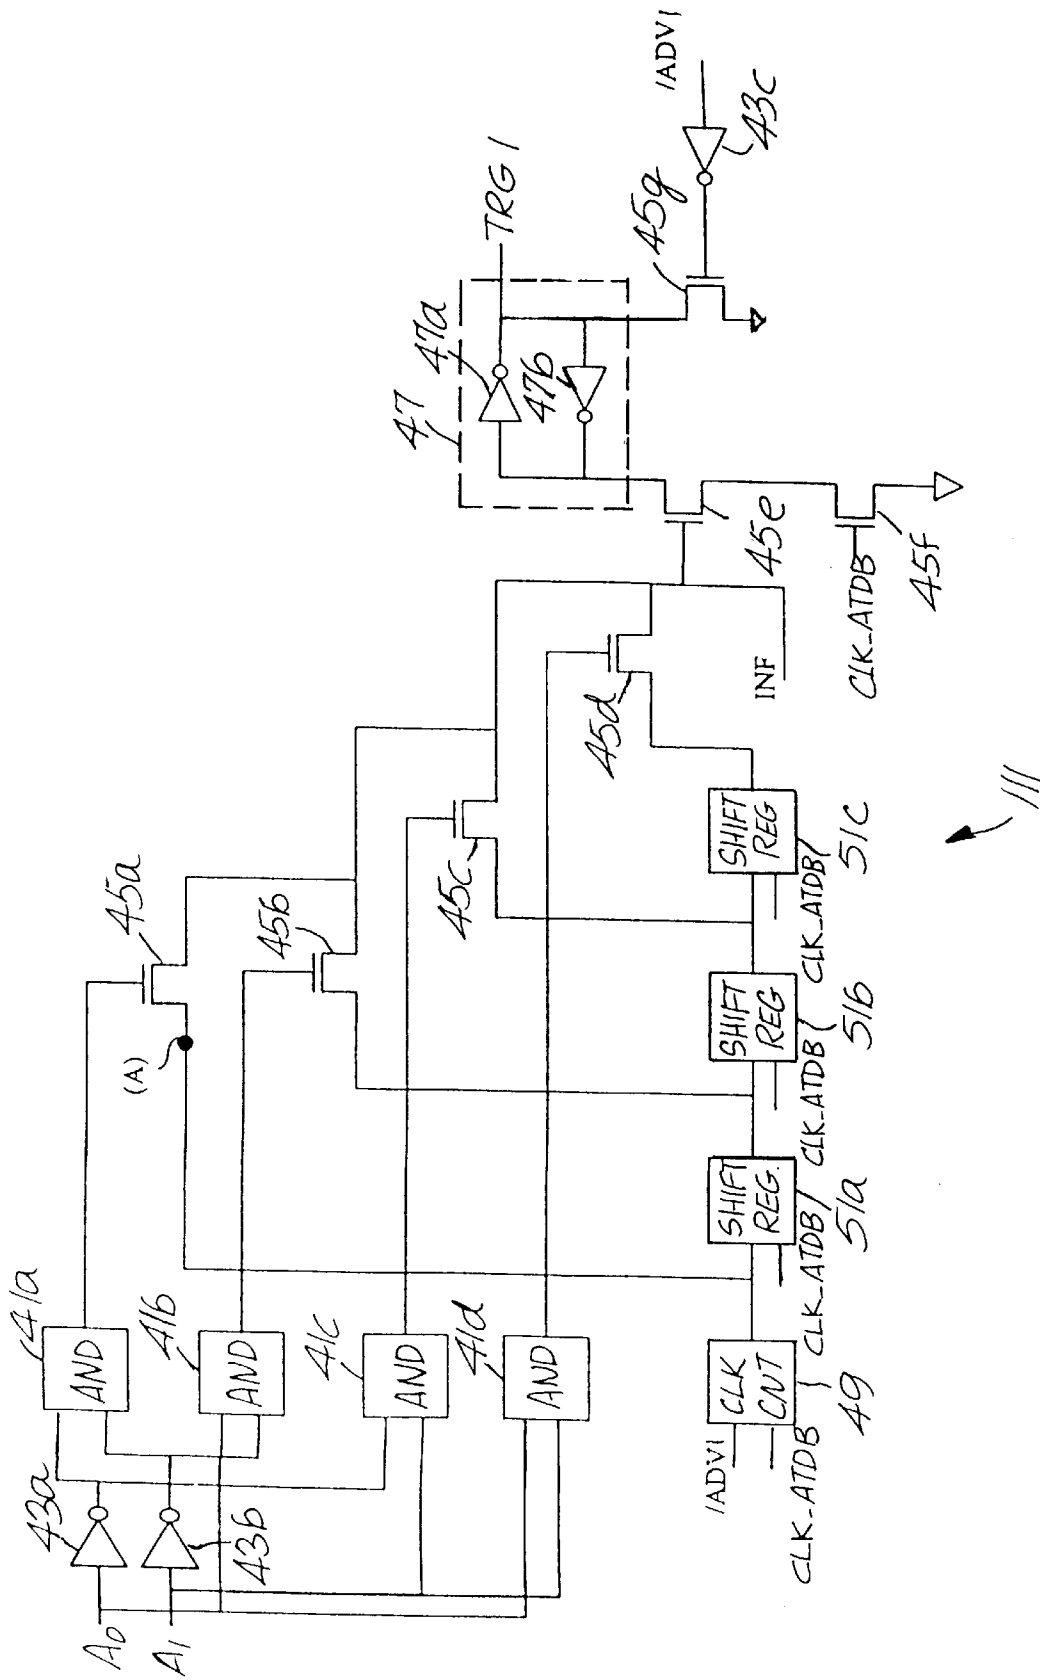 A0
A1
43a
43b
41a
AND
41b
AND
41c
AND
41d
AND
(A)
45a
45b
45c
45d
IADV1
CLK_ATDB
CLK
CNT
49
CLK_ATDB
SHIFT
REG.
51a
CLK_ATDB
SHIFT
REG
51b
CLK_ATDB
SHIFT
REG
51c
INF
47
47a
47b
TRG1
45e
CLK_ATDB
45f
45g
43c
IADV1
111